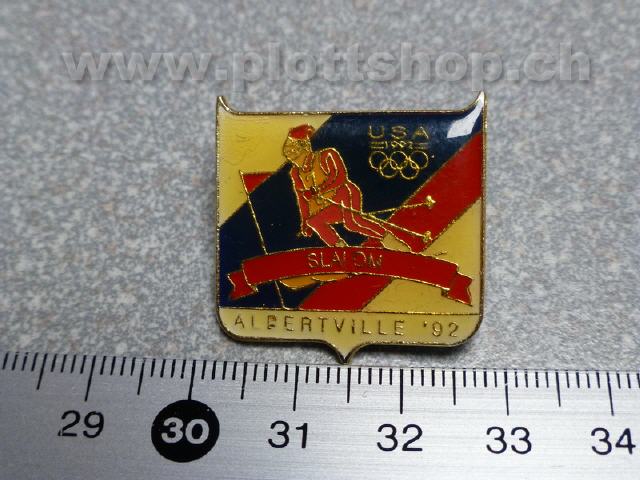 www.plottshop.ch
USA
1992
SLALOM
ALBERTVILLE '92
29 30 31 32 33 34